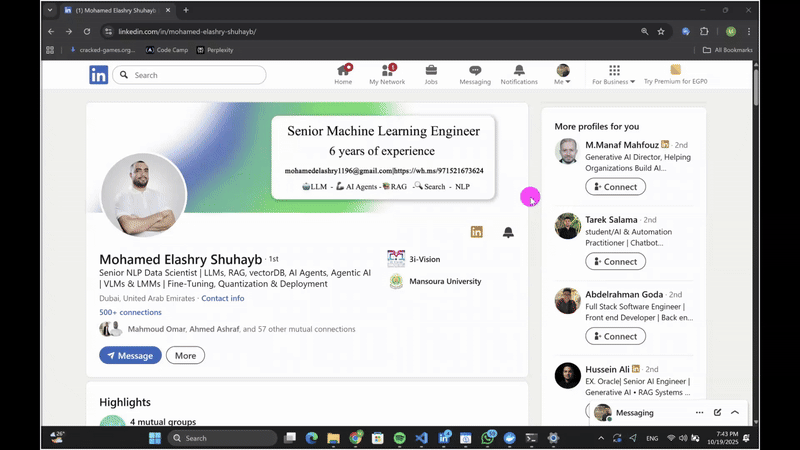 (1) Mohamed Elashry Shuhayb |
linkedin.com/in/mohamed-elashry-shuhayb/
cracked-games.org...
Code Camp
Perplexity
All Bookmarks
in
Search
Home
My Network
Jobs
Messaging
Notifications
Me
For Business
Try Premium for EGP0
Senior Machine Learning Engineer
6 years of experience
mohamedelashry1196@gmail.com|https://wh.ms/971521673624
LLM - AI Agents - RAG - Search - NLP
Mohamed Elashry Shuhayb · 1st
Senior NLP Data Scientist | LLMs, RAG, vectorDB, AI Agents, Agentic AI
| VLMs & LMMs | Fine-Tuning, Quantization & Deployment
Dubai, United Arab Emirates · Contact info
500+ connections
Mahmoud Omar, Ahmed Ashraf, and 57 other mutual connections
Message
More
3i-Vision
Mansoura University
Highlights
4 mutual groups
More profiles for you
M.Manaf Mahfouz in · 2nd
Generative AI Director, Helping
Organizations Build AI...
Connect
Tarek Salama · 2nd
student/AI & Automation
Practitioner | Chatbot...
Connect
Abdelrahman Goda · 2nd
Full Stack Software Engineer |
Front end Developer | Back en...
Connect
Hussein Ali in · 2nd
EX. Oracle| Senior AI Engineer |
Generative AI • RAG Systems ...
Messaging
26°
Search
ENG
7:43 PM
10/19/2025